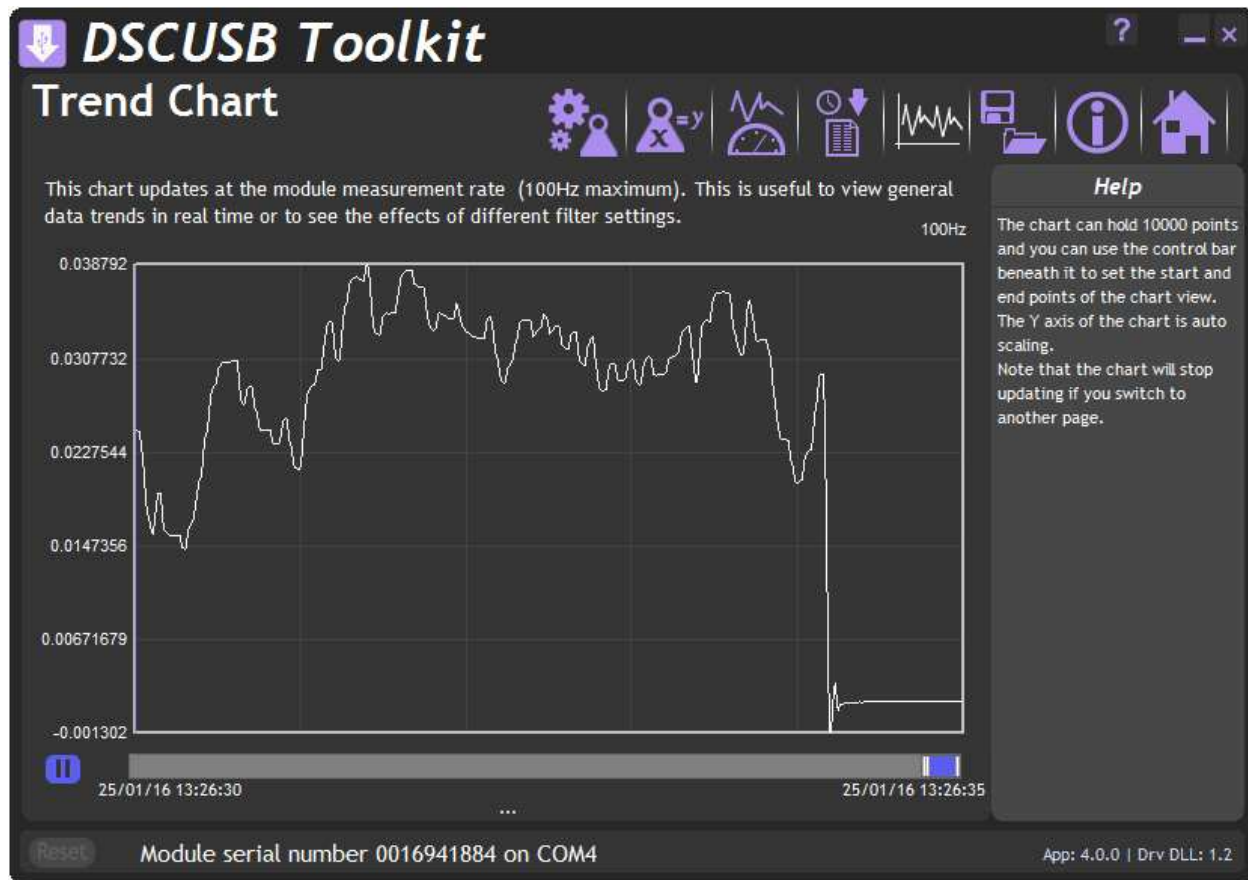 DSCUSB Toolkit
?
Trend Chart
x =y
This chart updates at the module measurement rate (100Hz maximum). This is useful to view general
data trends in real time or to see the effects of different filter settings.
100Hz
0.038792
0.0307732
0.0227544
0.0147356
0.00671679
-0.001302
25/01/16 13:26:30
25/01/16 13:26:35
...
Help
The chart can hold 10000 points
and you can use the control bar
beneath it to set the start and
end points of the chart view.
The Y axis of the chart is auto
scaling.
Note that the chart will stop
updating if you switch to
another page.
Reset
Module serial number 0016941884 on COM4
App: 4.0.0 | Drv DLL: 1.2